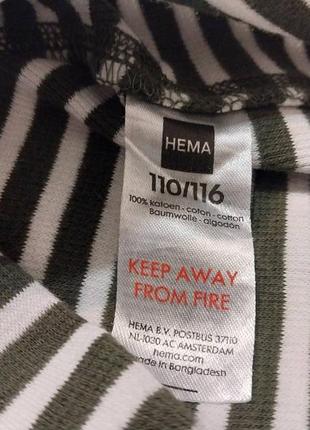 HEMA
110/116
100% katoen - coton - cotton
Baumwolle - algodón
KEEP AWAY
FROM FIRE
HEMA B.V. POSTBUS 37110
NL-1030 AC AMSTERDAM
hema.com
made in Bangladesh